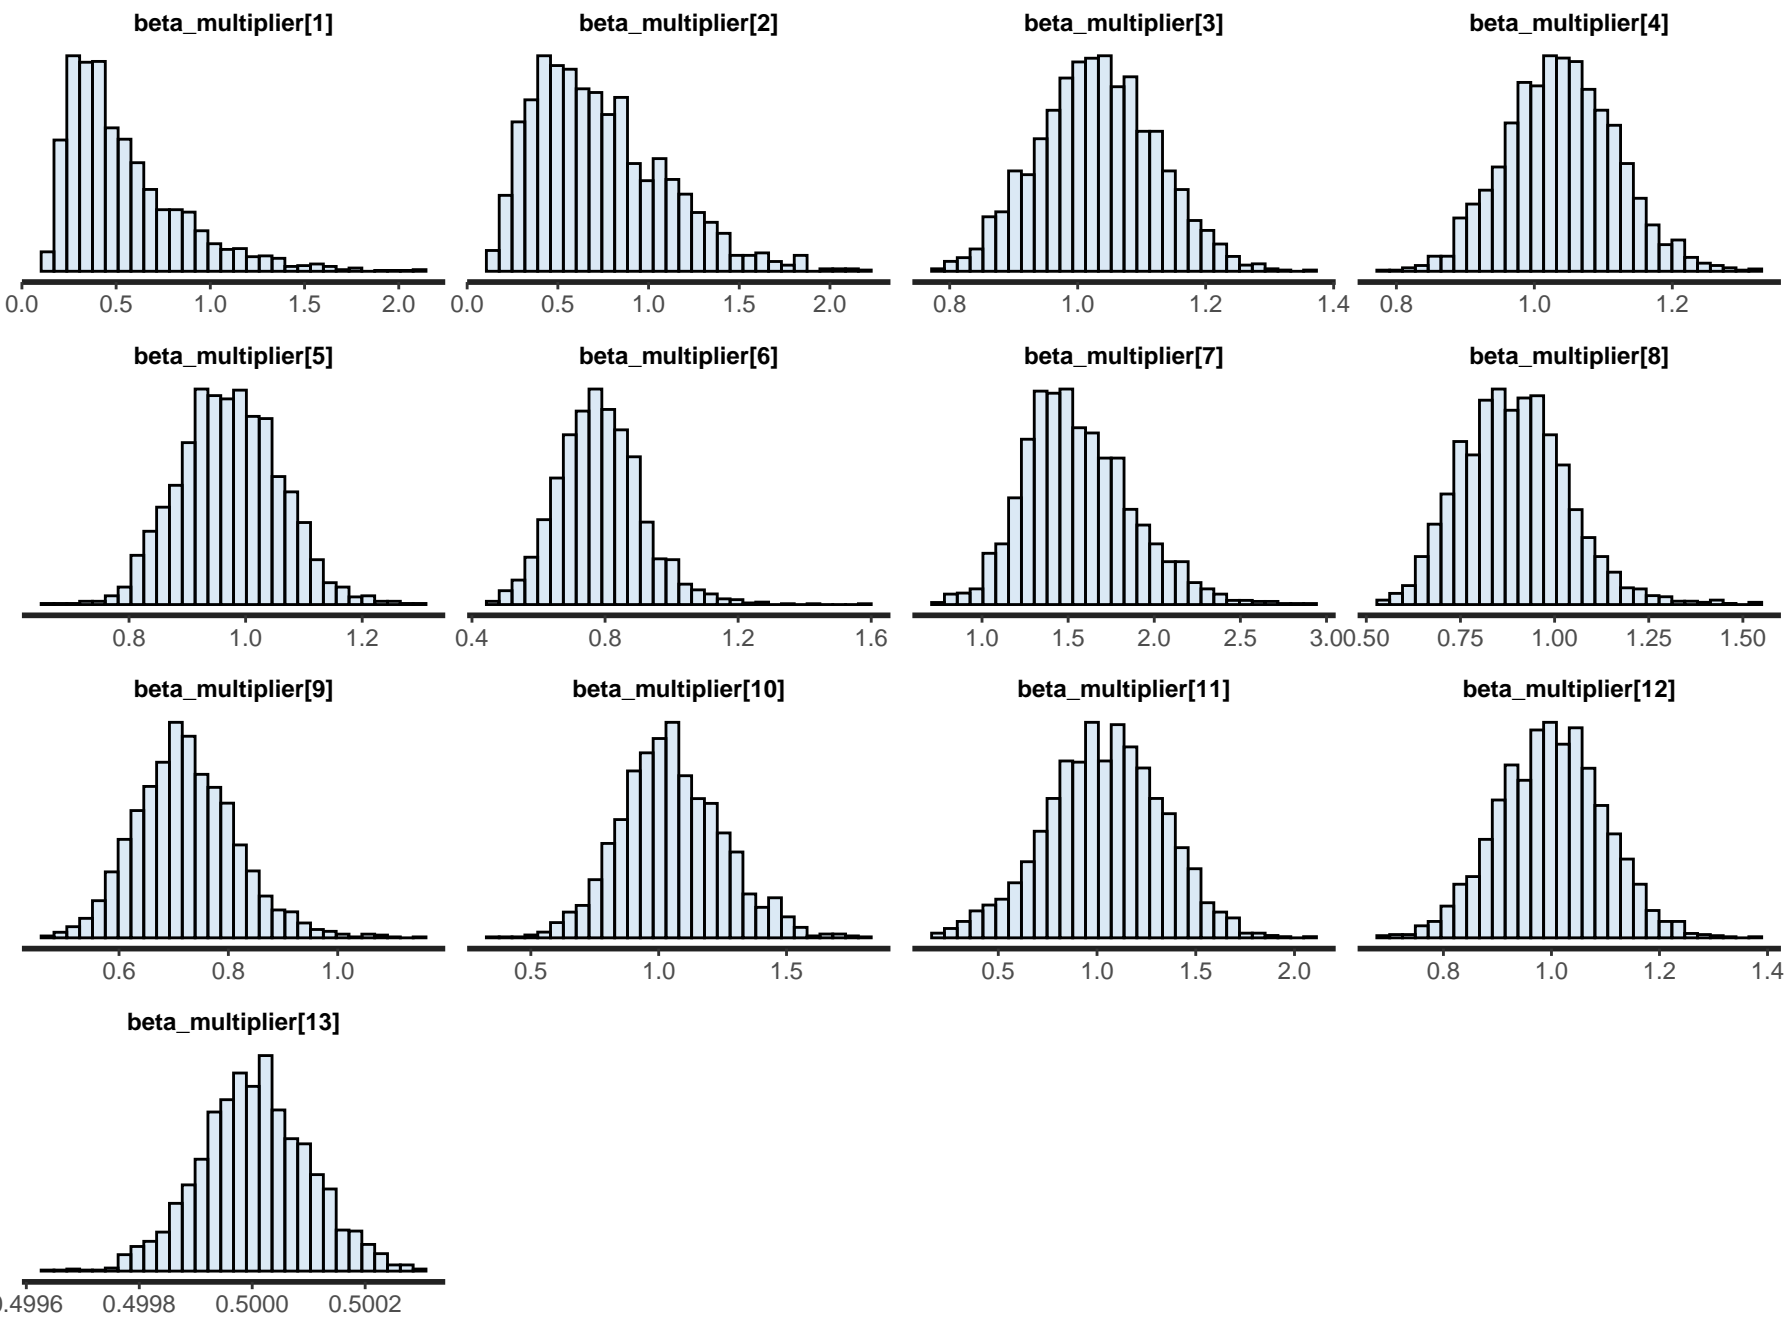 beta_multiplier[1] beta_multiplier[2] beta_multiplier[3] beta_multiplier[4]
0.0 0.5 1.0 1.5 2.0 0.0 0.5 1.0 1.5 2.0 0.8 1.0 1.2 1.4 0.8 1.0 1.2
beta_multiplier[5] beta_multiplier[6] beta_multiplier[7] beta_multiplier[8]
0.8 1.0 1.2 0.4 0.8 1.2 1.6 1.0 1.5 2.0 2.5 3.0 0.50 0.75 1.00 1.25 1.50
beta_multiplier[9] beta_multiplier[10] beta_multiplier[11] beta_multiplier[12]
0.6 0.8 1.0 0.5 1.0 1.5 0.5 1.0 1.5 2.0 0.8 1.0 1.2 1.4
beta_multiplier[13]
0.4996 0.4998 0.5000 0.5002